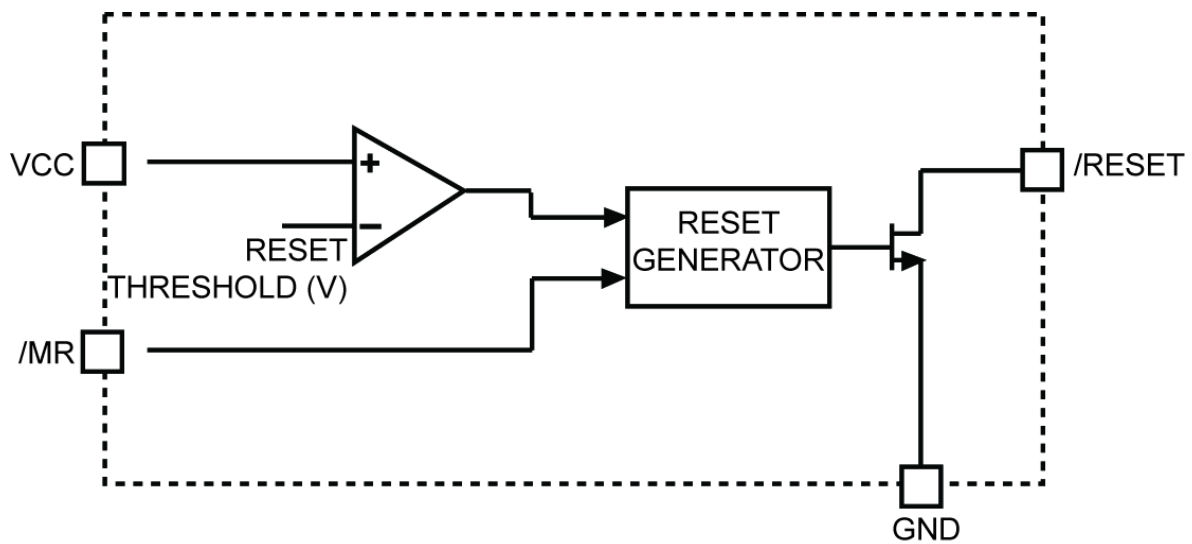 VCC
+
−
RESET
THRESHOLD (V)
/MR
RESET
GENERATOR
/RESET
GND